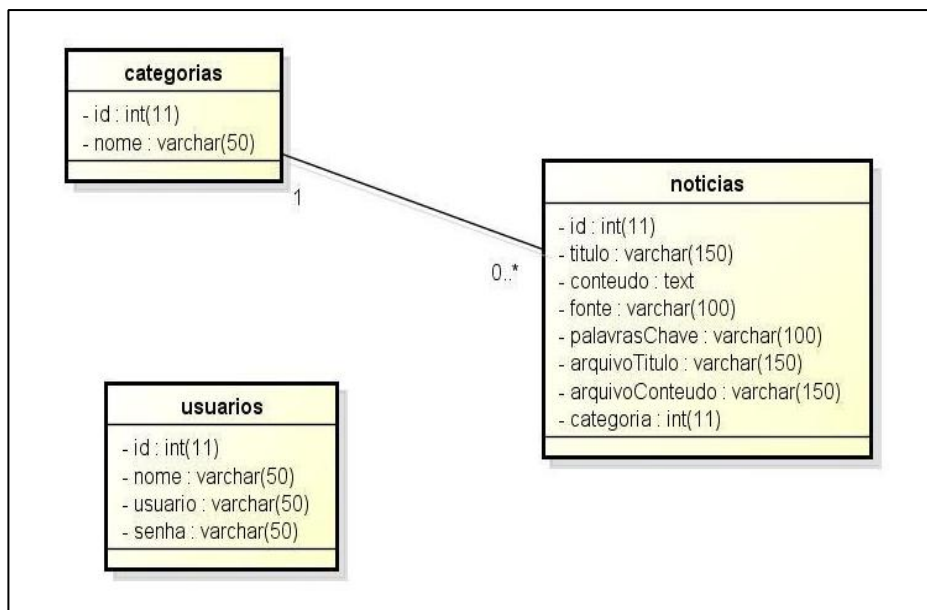 categorias
- id : int(11)
- nome : varchar(50)
1
0..*
noticias
- id : int(11)
- titulo : varchar(150)
- conteudo : text
- fonte : varchar(100)
- palavrasChave : varchar(100)
- arquivoTitulo : varchar(150)
- arquivoConteudo : varchar(150)
- categoria : int(11)
usuarios
- id : int(11)
- nome : varchar(50)
- usuario : varchar(50)
- senha : varchar(50)